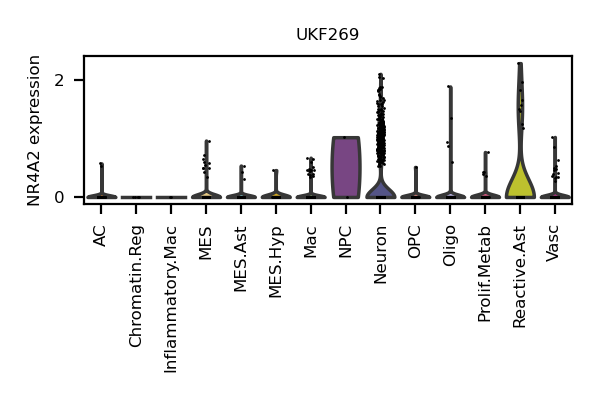 UKF269
NR4A2 expression
2
0
AC
Chromatin.Reg
Inflammatory.Mac
MES
MES.Ast
MES.Hyp
Mac
NPC
Neuron
OPC
Oligo
Prolif.Metab
Reactive.Ast
Vasc